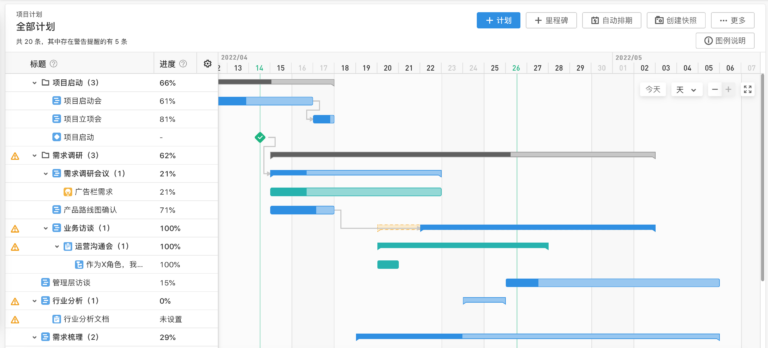 项目计划
全部计划
共 20 条，其中存在警告提醒的有 5 条
+ 计划
+ 里程碑
自动排期
创建快照
... 更多
图例说明
标题
进度
2022/04
2022/05
13 14 15 16 17 18 19 20 21 22 23 24 25 26 27 28 29 30 01 02 03 04 05 06 07
今天
天
项目启动（3） 66%
项目启动会 61%
项目立项会 81%
项目启动 -
需求调研（3） 62%
需求调研会议（1） 21%
广告栏需求 21%
产品路线图确认 71%
业务访谈（1） 100%
运营沟通会（1） 100%
作为X角色，我... 100%
管理层访谈 15%
行业分析（1） 0%
行业分析文档 未设置
需求梳理（2） 29%